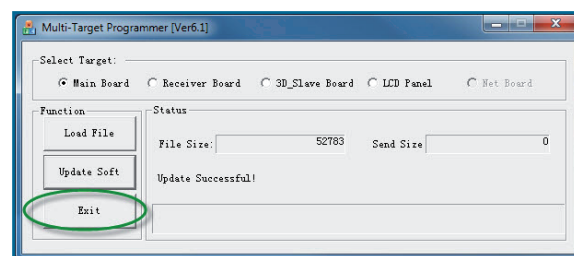 Multi-Target Programmer [Ver6.1]
Select Target:
Main Board Receiver Board 3D_Slave Board LCD Panel Net Board
Function
Status
Load File
File Size: 52783 Send Size 0
Update Soft
Update Successful!
Exit